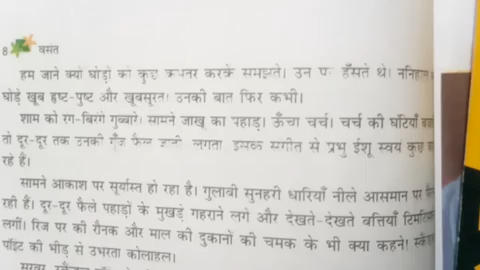 8 वसंत
हम जाने क्यों घोड़ों को कुछ कमतर करके समझते। उन पर हँसते थे। ननिहाल
घोड़े खूब हृष्ट-पुष्ट और खूबसूरत। उनकी बात फिर कभी।
शाम को रंग-बिरंगे गुब्बारे। सामने जाखू का पहाड़। ऊँचा चर्च। चर्च की घंटियाँ
तो दूर-दूर तक उनकी गूँज फैल जाती लगता इसके संगीत से प्रभु ईशू स्वयं कुछ
रहे हैं।
सामने आकाश पर सूर्यास्त हो रहा है। गुलाबी सुनहरी धारियाँ नीले आसमान पर
रही हैं। दूर-दूर फैले पहाड़ों के मुखड़े गहराने लगे और देखते-देखते बत्तियाँ
लगीं। रिज पर की रौनक और माल की दुकानों की चमक के भी क्या कहने।
पॉइंट की भीड़ से उभरता कोलाहल।